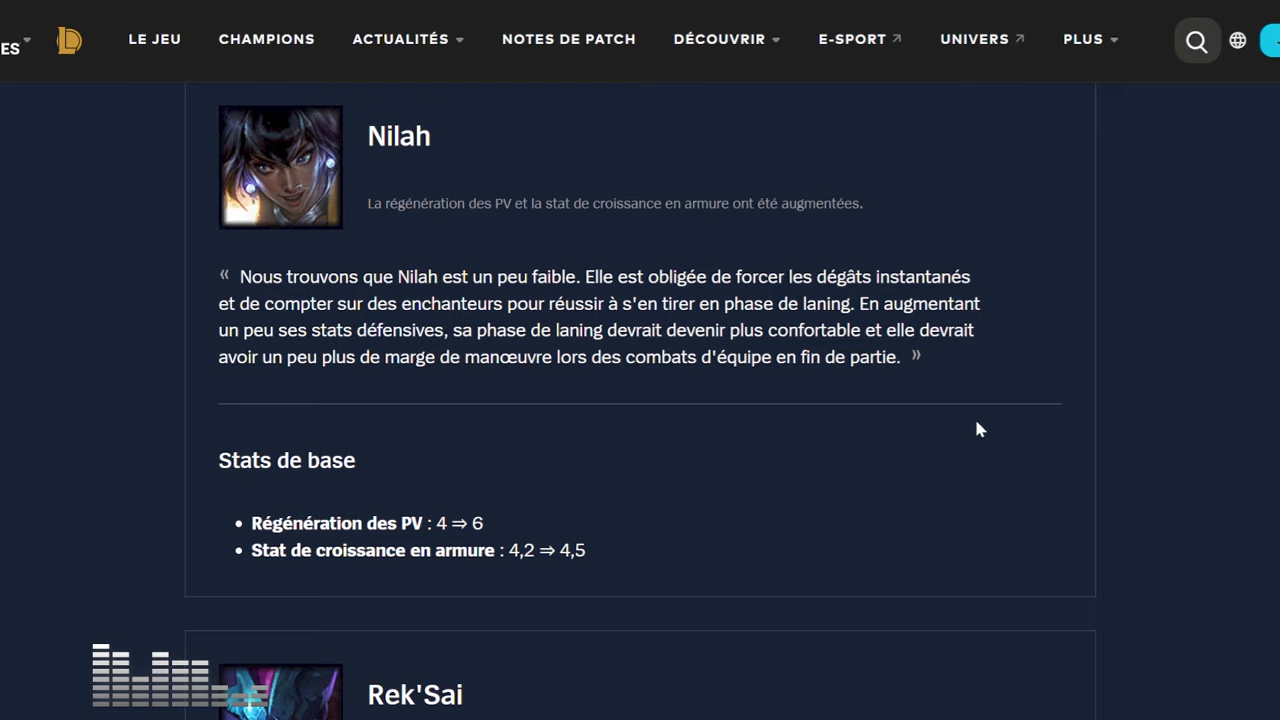 ES
LE JEU CHAMPIONS ACTUALITÉS NOTES DE PATCH DÉCOUVRIR E-SPORT UNIVERS PLUS
Nilah
La régénération des PV et la stat de croissance en armure ont été augmentées.
« Nous trouvons que Nilah est un peu faible. Elle est obligée de forcer les dégâts instantanés
et de compter sur des enchanteurs pour réussir à s'en tirer en phase de laning. En augmentant
un peu ses stats défensives, sa phase de laning devrait devenir plus confortable et elle devrait
avoir un peu plus de marge de manœuvre lors des combats d'équipe en fin de partie. »
Stats de base
• Régénération des PV : 4 ⇒ 6
• Stat de croissance en armure : 4,2 ⇒ 4,5
Rek'Sai